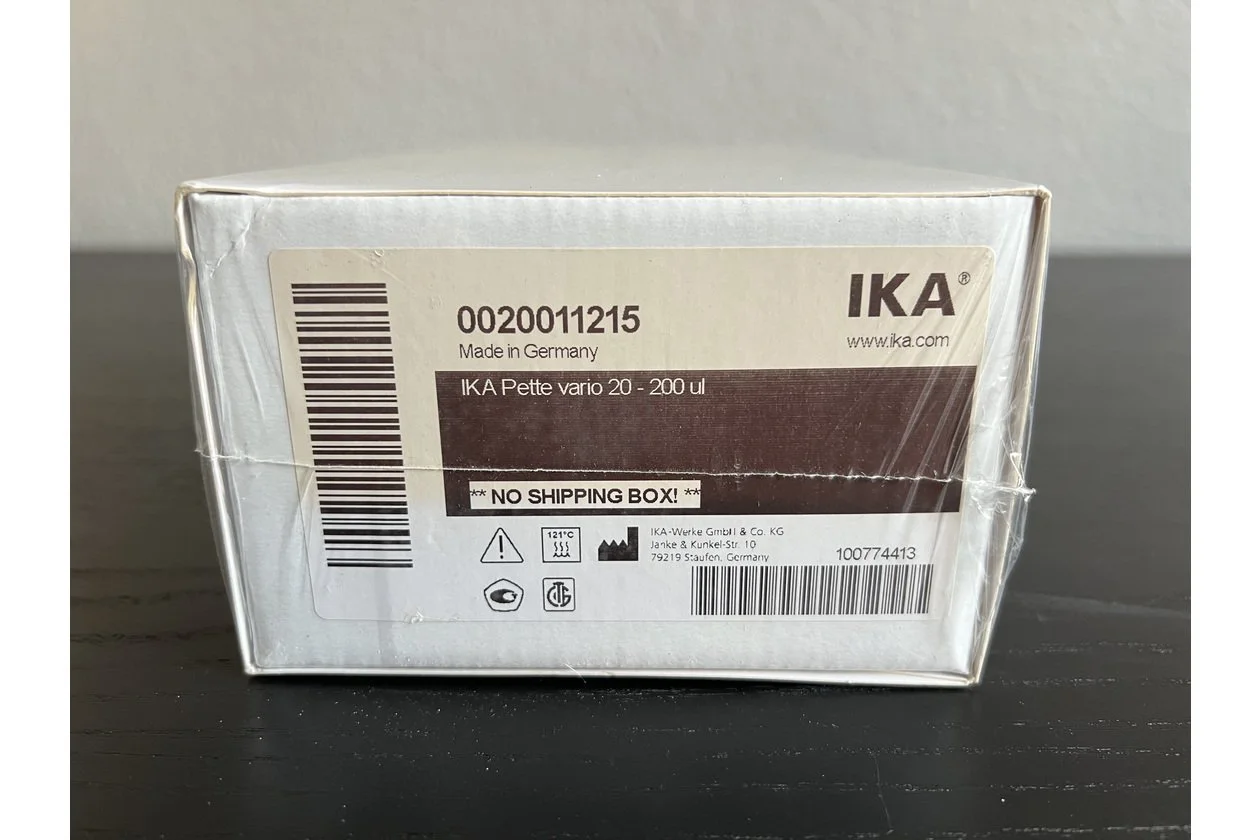 IKA®
www.ika.com
0020011215
Made in Germany
IKA Pette vario 20 - 200 ul
** NO SHIPPING BOX! **
121°C
IKA-Werke GmbH & Co. KG
Janke & Kunkel-Str. 10
79219 Staufen, Germany
100774413